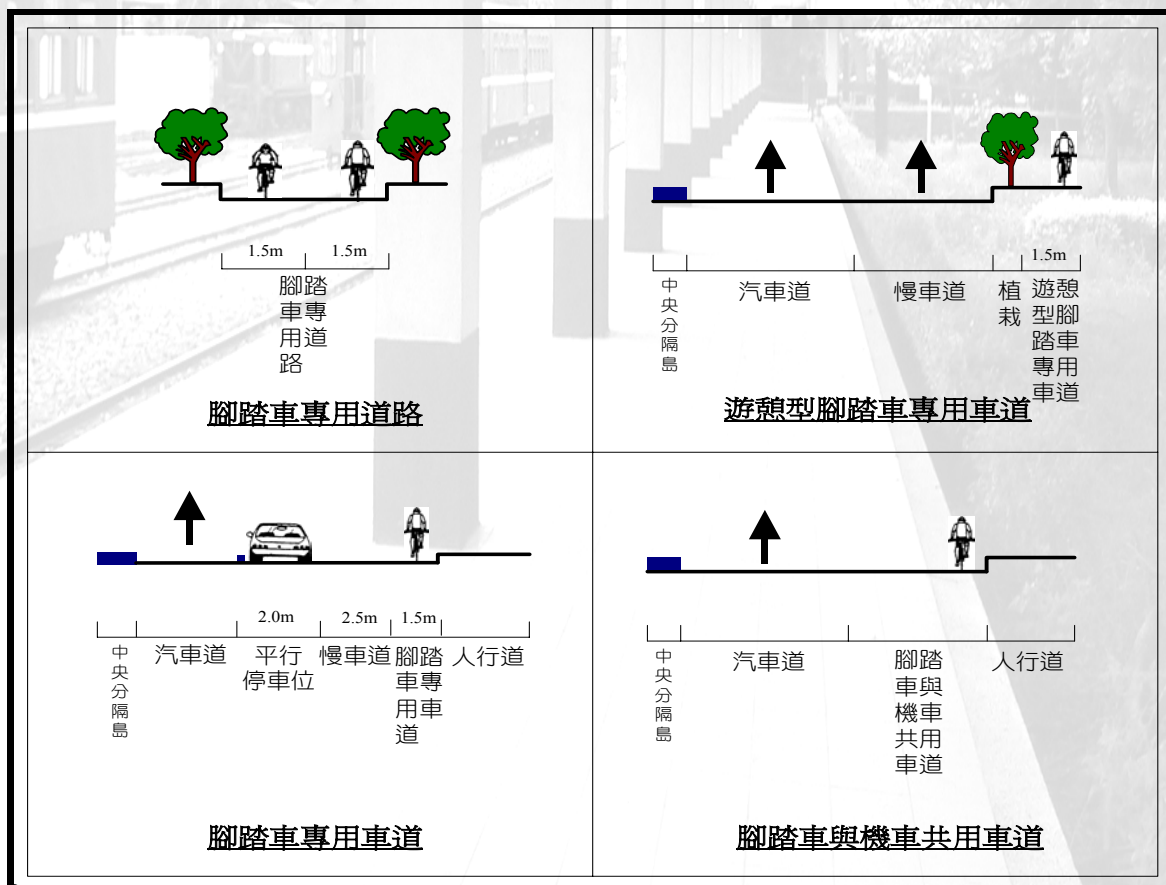 1.5m 1.5m
腳踏
車專
用道
路
腳踏車專用道路
1.5m
中央分隔島
汽車道
慢車道
植栽
遊憩
型腳
踏車
專用
車道
遊憩型腳踏車專用車道
2.0m 2.5m 1.5m
中央分隔島
汽車道
平行
停車位
慢車道
腳踏
車專
用車
道
人行道
腳踏車專用車道
中央分隔島
汽車道
腳踏
車與
機車
共用
車道
人行道
腳踏車與機車共用車道